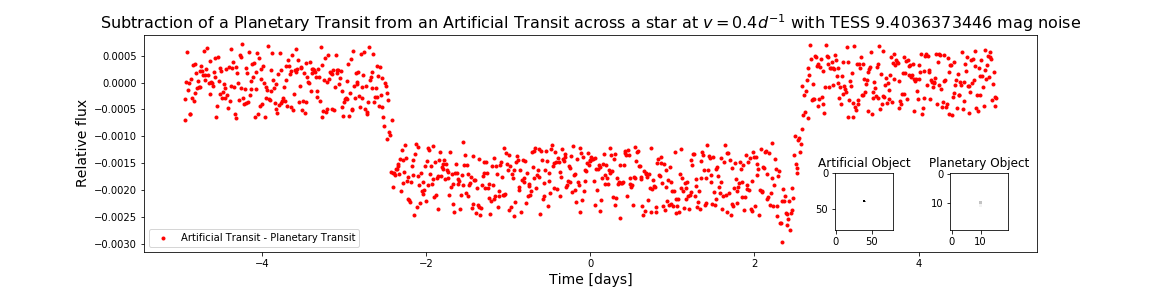 Subtraction of a Planetary Transit from an Artificial Transit across a star at v = 0.4d⁻¹ with TESS 9.4036373446 mag noise
Relative flux
0.0005
0.0000
−0.0005
−0.0010
−0.0015
−0.0020
−0.0025
−0.0030
Artificial Transit - Planetary Transit
Artificial Object
0
50
0 50
Planetary Object
0
10
0 10
−4 −2 0 2 4
Time [days]